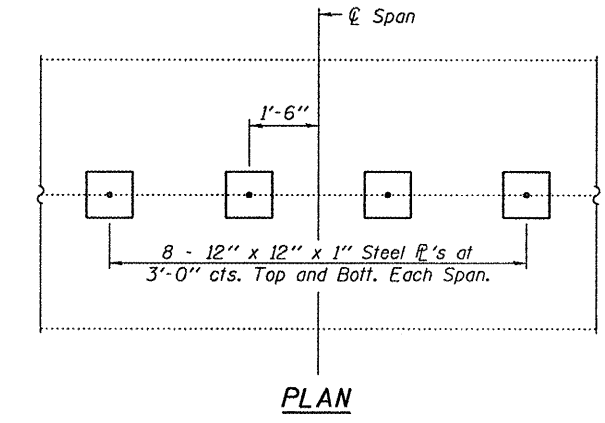 ℄ Span
1'-6"
8 - 12" x 12" x 1" Steel ⅊'s at
3'-0" cts. Top and Bott. Each Span.
PLAN